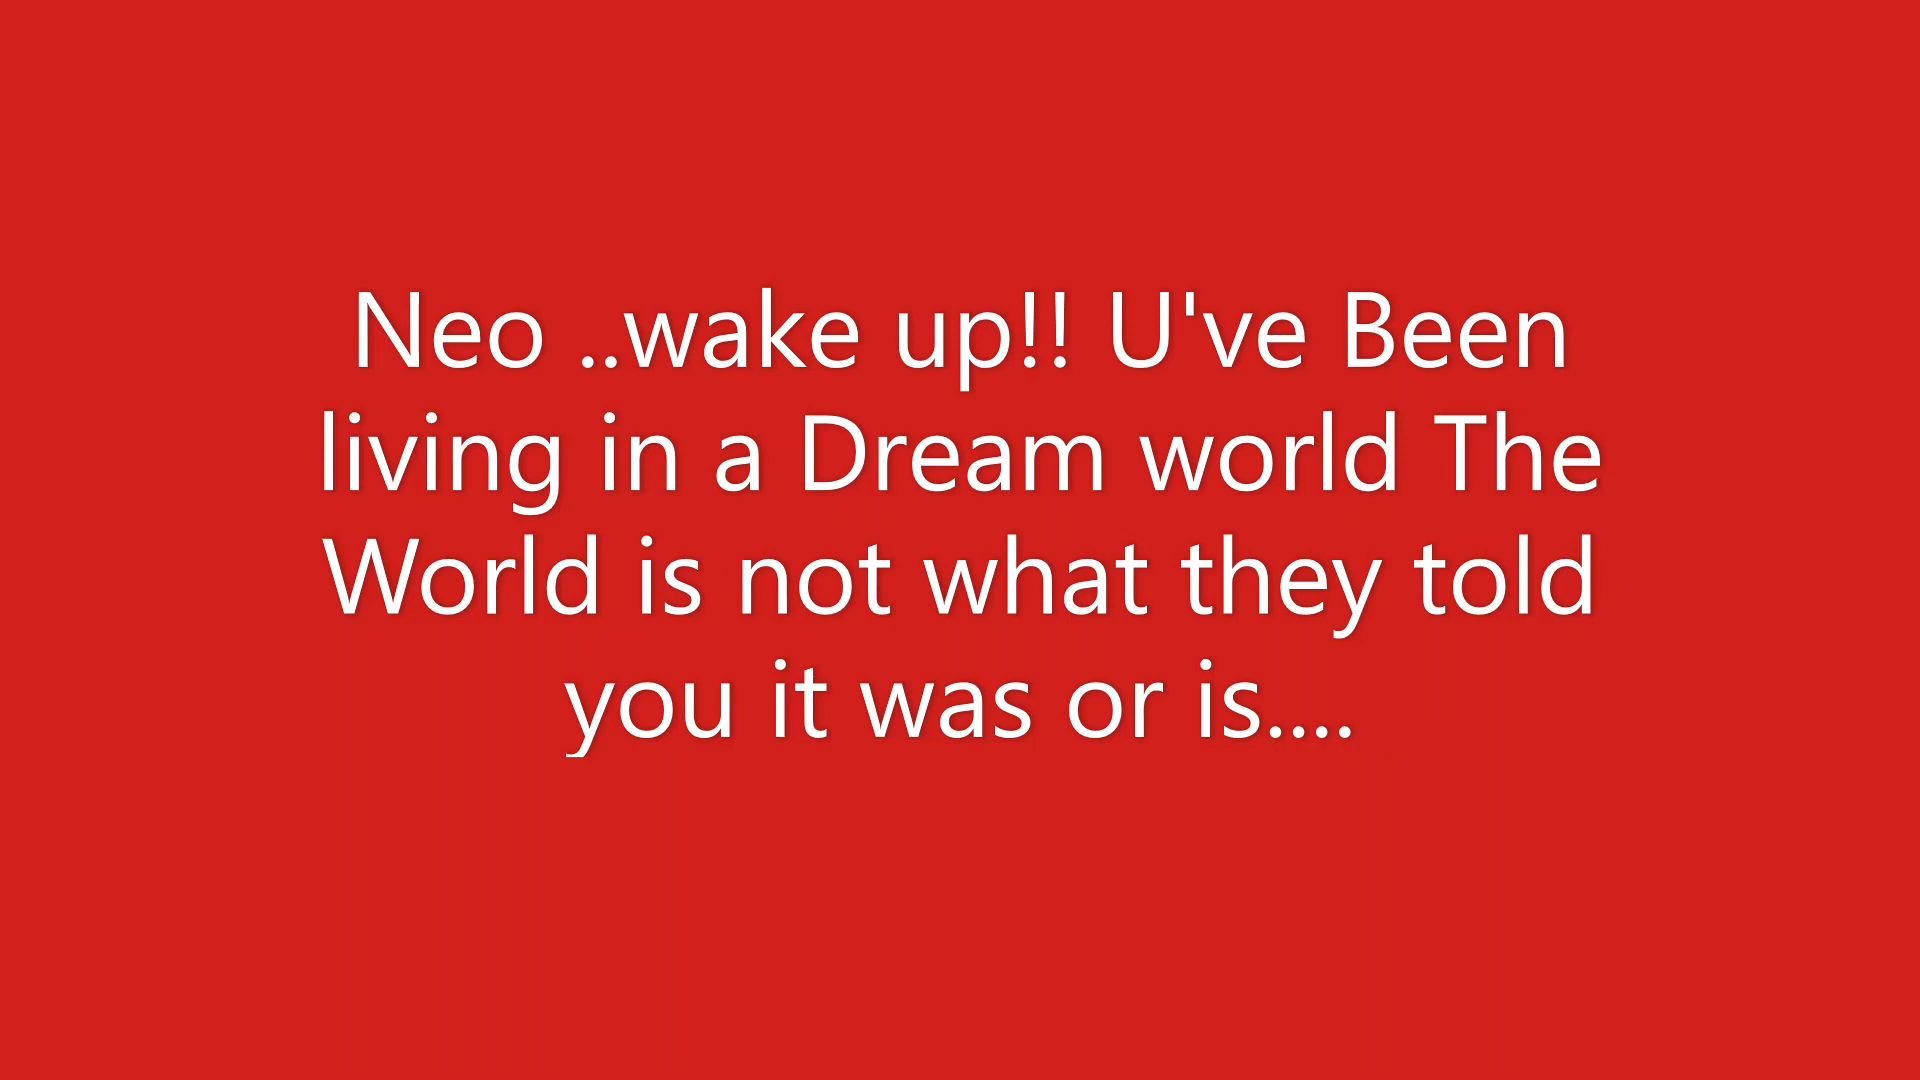 Neo ..wake up!! U've Been
living in a Dream world The
World is not what they told
you it was or is....